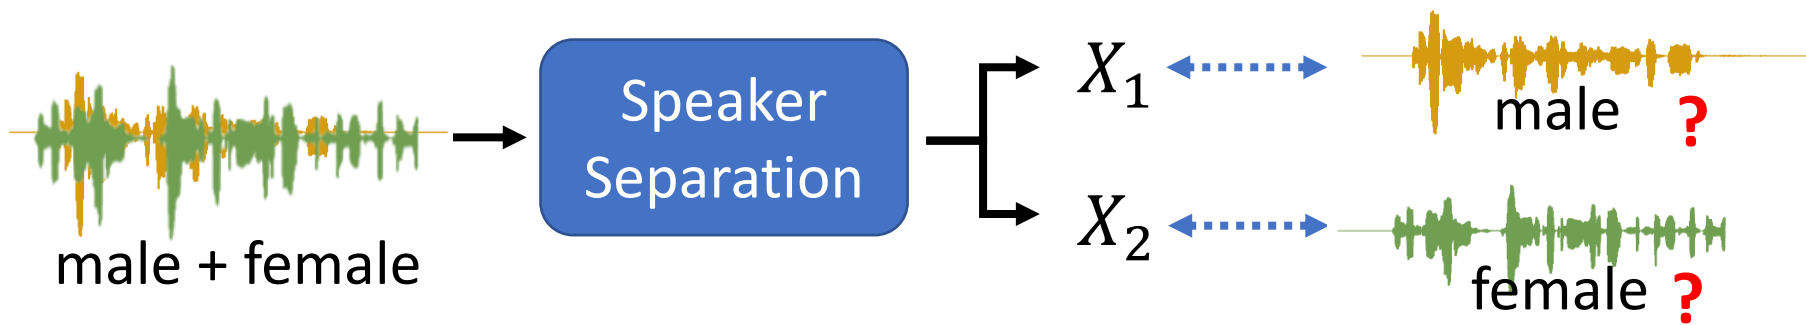 male + female
Speaker
Separation
X₁
male ?
X₂
female ?